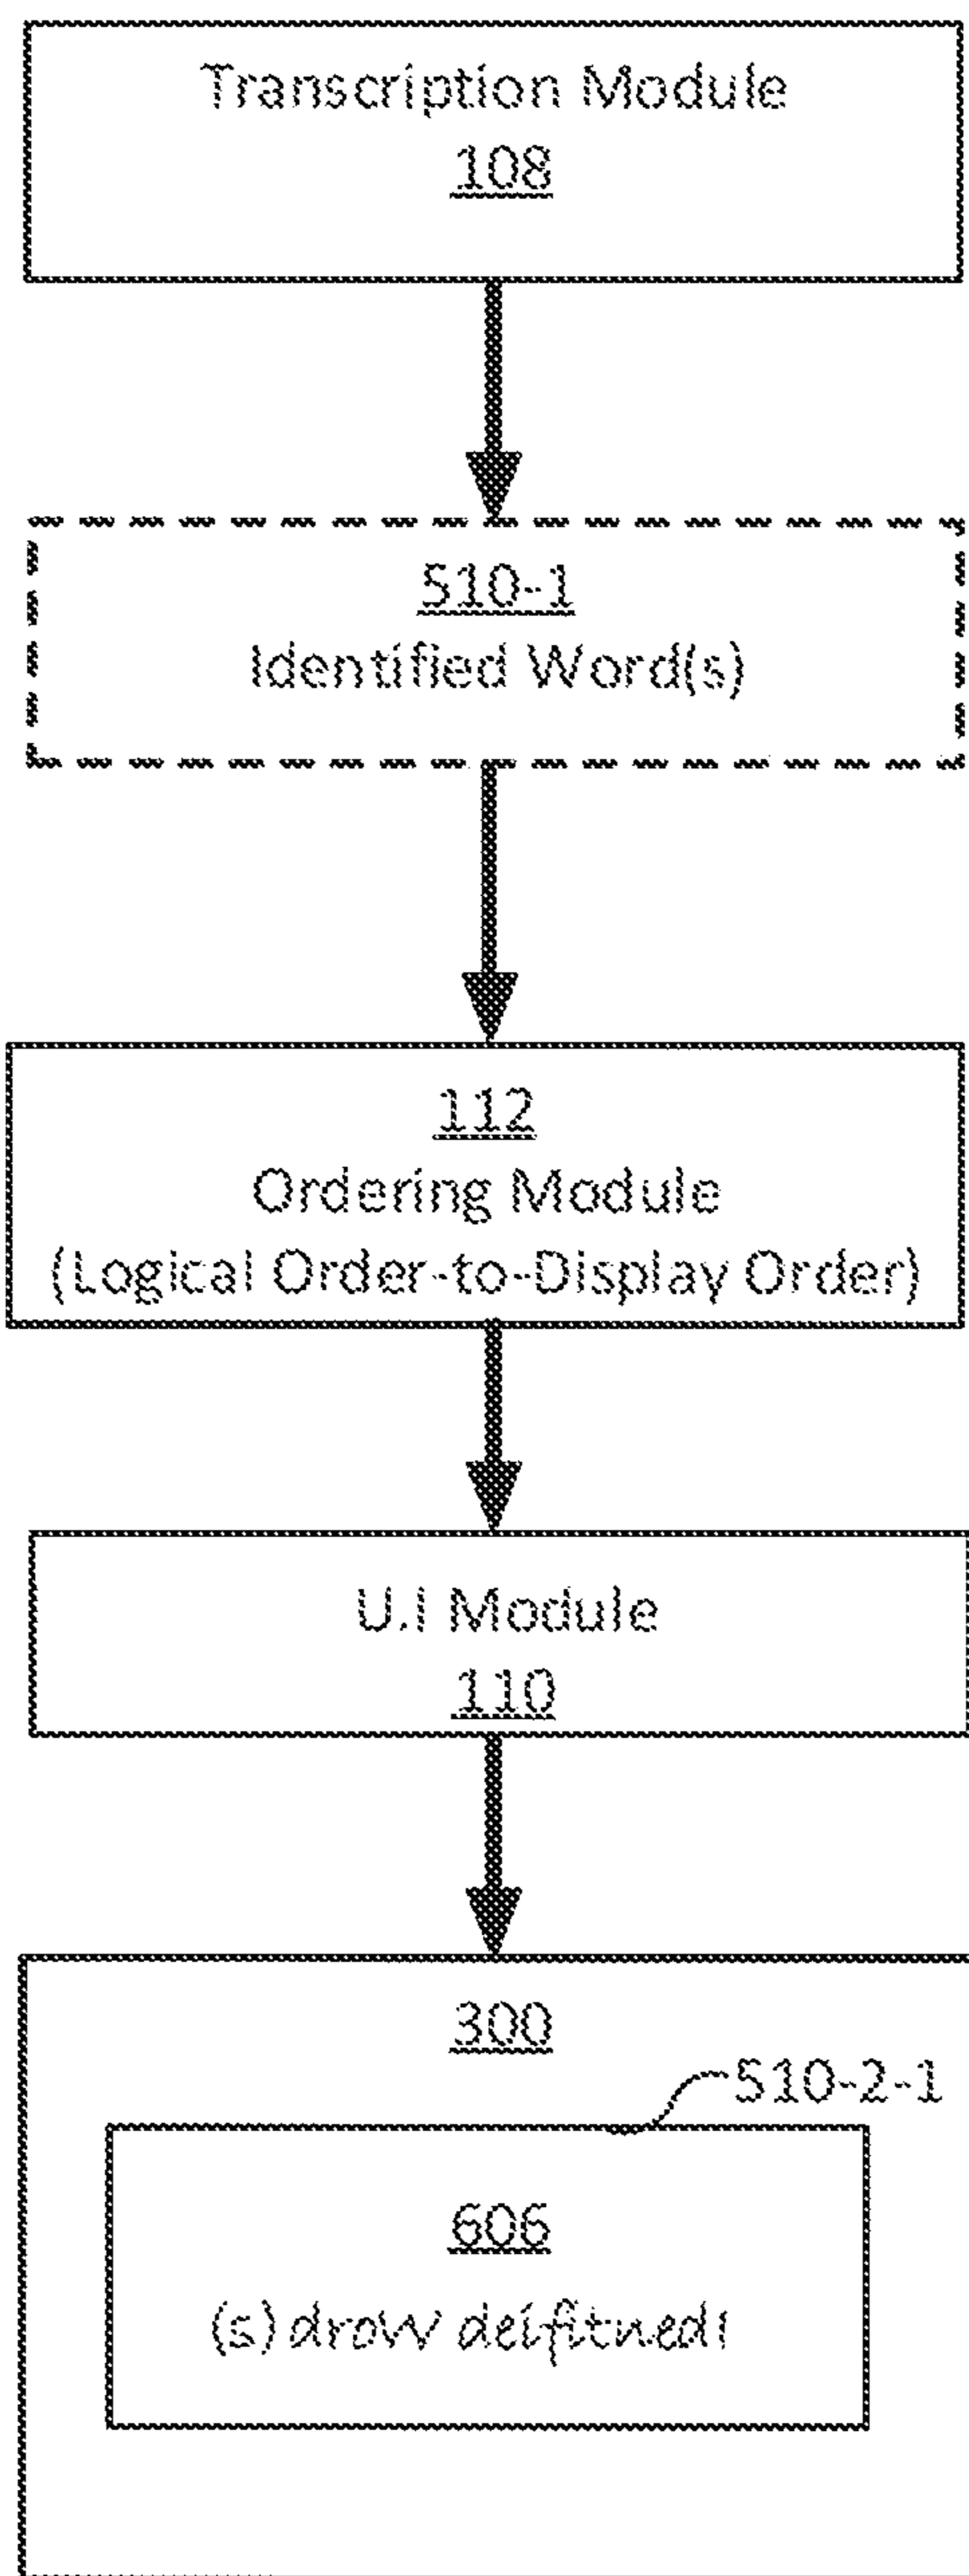 Transcription Module
108
510-1
Identified Word(s)
112
Ordering Module
(Logical Order-to-Display Order)
U.I Module
110
300
510-2-1
606
(s) drow deifitnedI